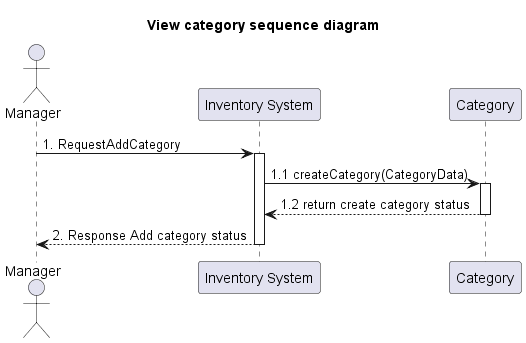 View category sequence diagram
Manager
Inventory System
Category
1. RequestAddCategory
1.1 createCategory(CategoryData)
1.2 return create category status
2. Response Add category status
Manager
Inventory System
Category